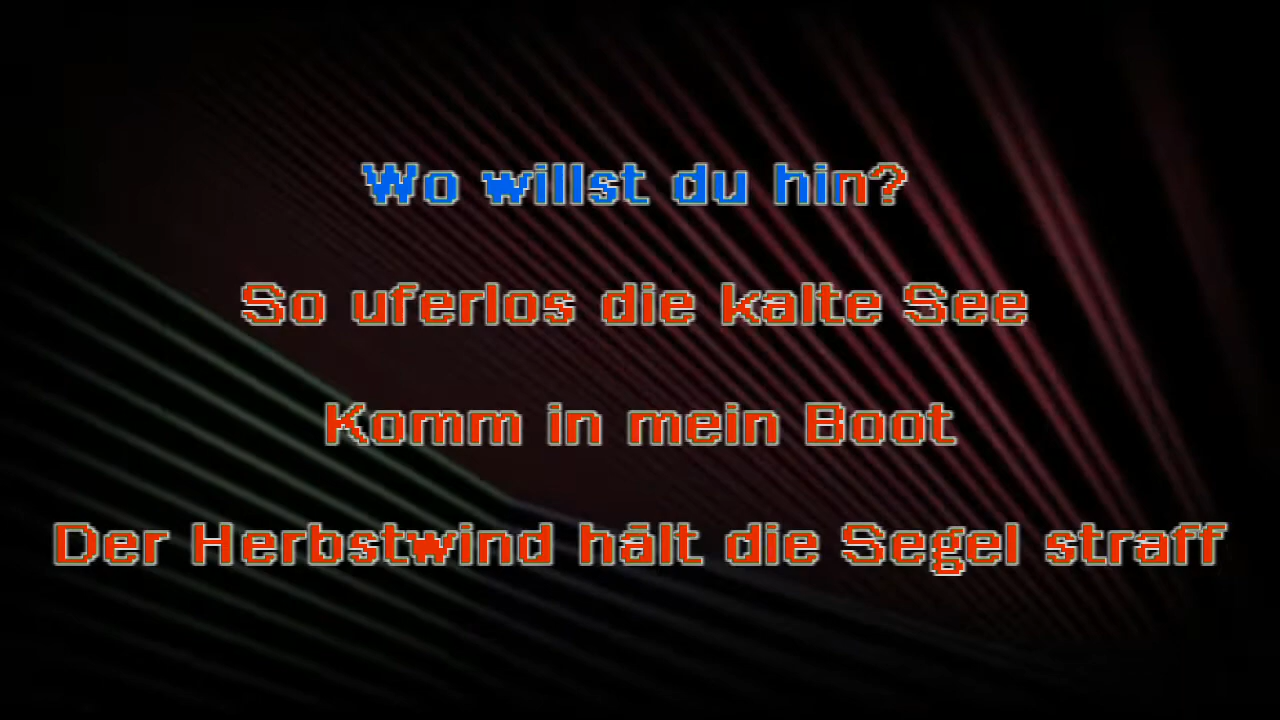 Wo willst du hin?
So uferlos die kalte See
Komm in mein Boot
Der Herbstwind hält die Segel straff